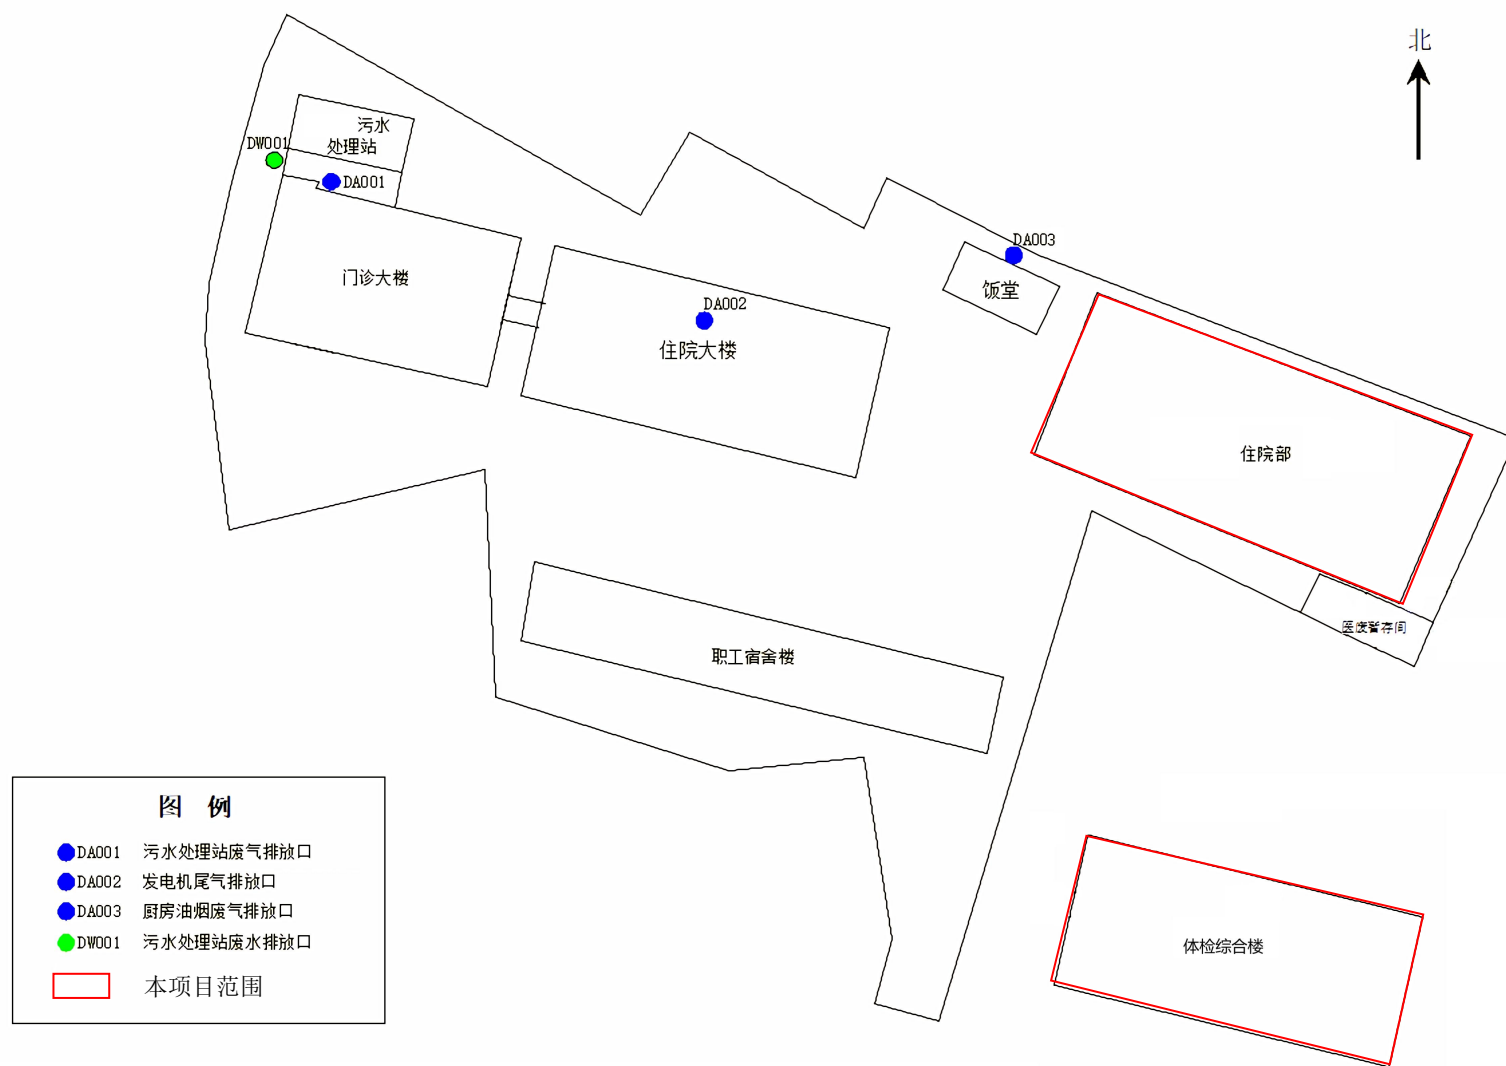 北
污水
处理站
DW001
DA001
门诊大楼
DA002
住院大楼
DA003
饭堂
住院部
医废暂存间
职工宿舍楼
体检综合楼
图 例
DA001 污水处理站废气排放口
DA002 发电机尾气排放口
DA003 厨房油烟废气排放口
DW001 污水处理站废水排放口
本项目范围